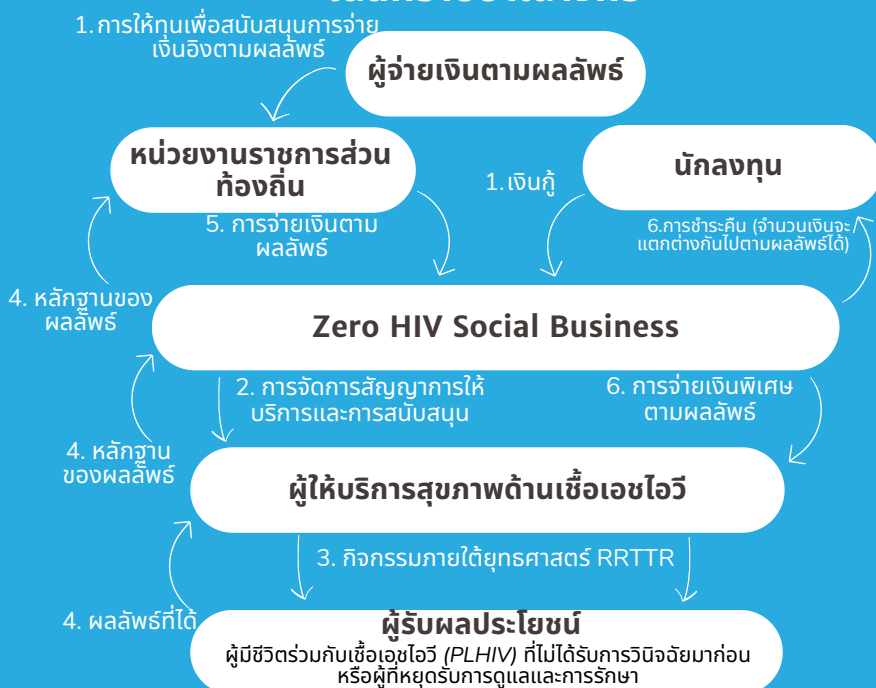 1. การให้ทุนเพื่อสนับสนุนการจ่าย
เงินอิงตามผลลัพธ์
ผู้จ่ายเงินตามผลลัพธ์
หน่วยงานราชการส่วน
ท้องถิ่น
นักลงทุน
1. เงินกู้
5. การจ่ายเงินตาม
ผลลัพธ์
6.การชำระคืน (จำนวนเงินจะ
แตกต่างกันไปตามผลลัพธ์ได้)
4. หลักฐานของ
ผลลัพธ์
Zero HIV Social Business
2. การจัดการสัญญาการให้
บริการและการสนับสนุน
6. การจ่ายเงินพิเศษ
ตามผลลัพธ์
4. หลักฐาน
ของผลลัพธ์
ผู้ให้บริการสุขภาพด้านเชื้อเอชไอวี
3. กิจกรรมภายใต้ยุทธศาสตร์ RRTTR
4. ผลลัพธ์ที่ได้
ผู้รับผลประโยชน์
ผู้มีชีวิตร่วมกับเชื้อเอชไอวี (PLHIV) ที่ไม่ได้รับการวินิจฉัยมาก่อน
หรือผู้ที่หยุดรับการดูแลและการรักษา